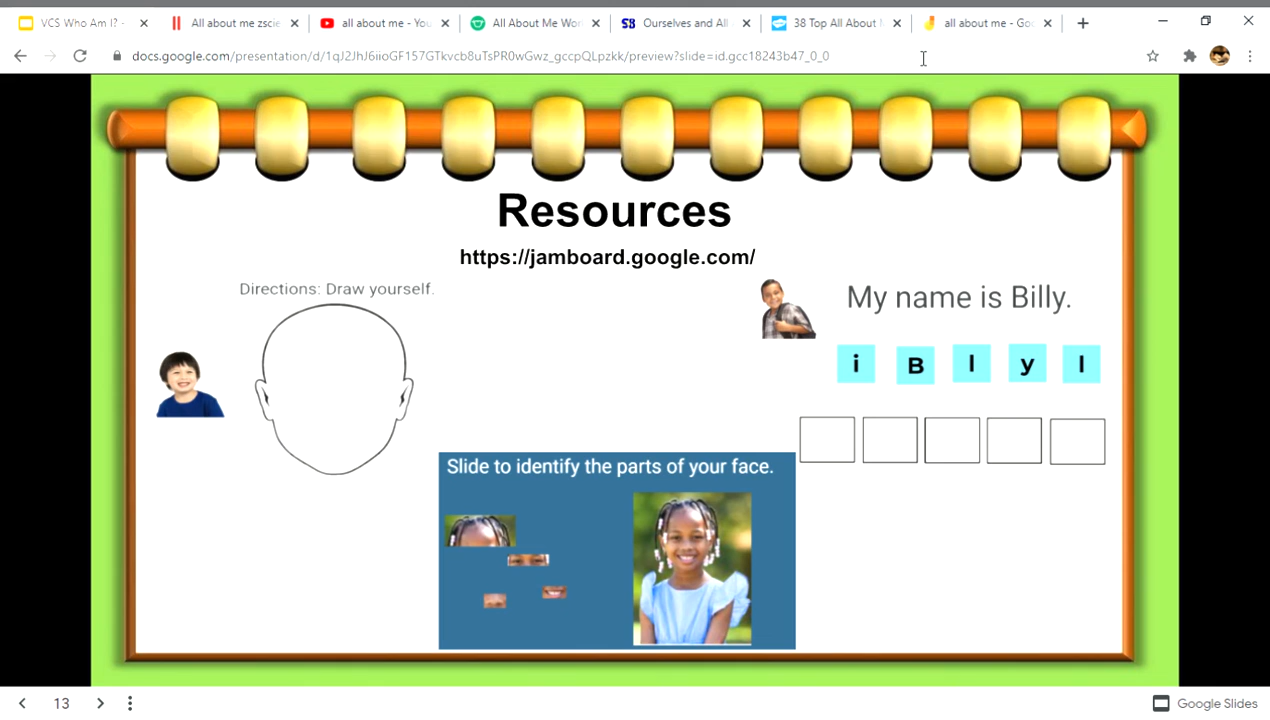 VCS Who Am I? -
All about me zscie
all about me - You
All About Me Wor
Ourselves and All
38 Top All About M
all about me - Goo
docs.google.com/presentation/d/1qJ2JhJ6iioGF157GTkvcb8uTsPR0wGwz_gccpQLpzkk/preview?slide=id.gcc18243b47_0_0
Resources
https://jamboard.google.com/
Directions: Draw yourself.
My name is Billy.
i B l y l
Slide to identify the parts of your face.
13
Google Slides